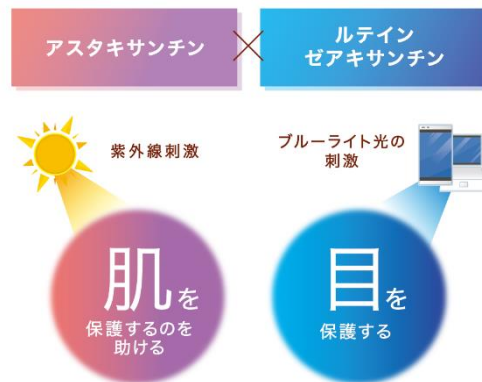 アスタキサンチン
ルテイン
ゼアキサンチン
紫外線刺激
ブルーライト光の
刺激
肌を
保護するのを
助ける
目を
保護する